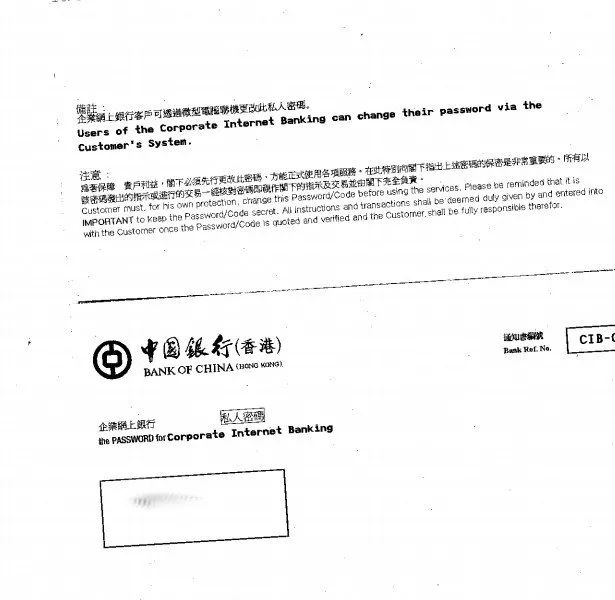 備註：
企業網上銀行客戶可透過微型電腦聯機更改此私人密碼。
Users of the Corporate Internet Banking can change their password via the
Customer's System.
注意：
為著保障 貴戶利益，閣下必須先行更改此密碼，方能正式使用各項服務。在此特別向閣下指出上述密碼的保密是非常重要的，所有以
該密碼發出的指示或進行的交易一經核對密碼即視作閣下的指示及交易並由閣下完全負責。
Customer must, for his own protection, change this Password/Code before using the services. Please be reminded that it is
IMPORTANT to keep the Password/Code secret. All instructions and transactions shall be deemed duly given by and entered into
with the Customer once the Password/Code is quoted and verified and the Customer shall be fully responsible therefor.
中國銀行(香港)
BANK OF CHINA (HONG KONG)
通知書編號
Bank Ref. No.
CIB-
企業網上銀行 私人密碼
the PASSWORD for Corporate Internet Banking